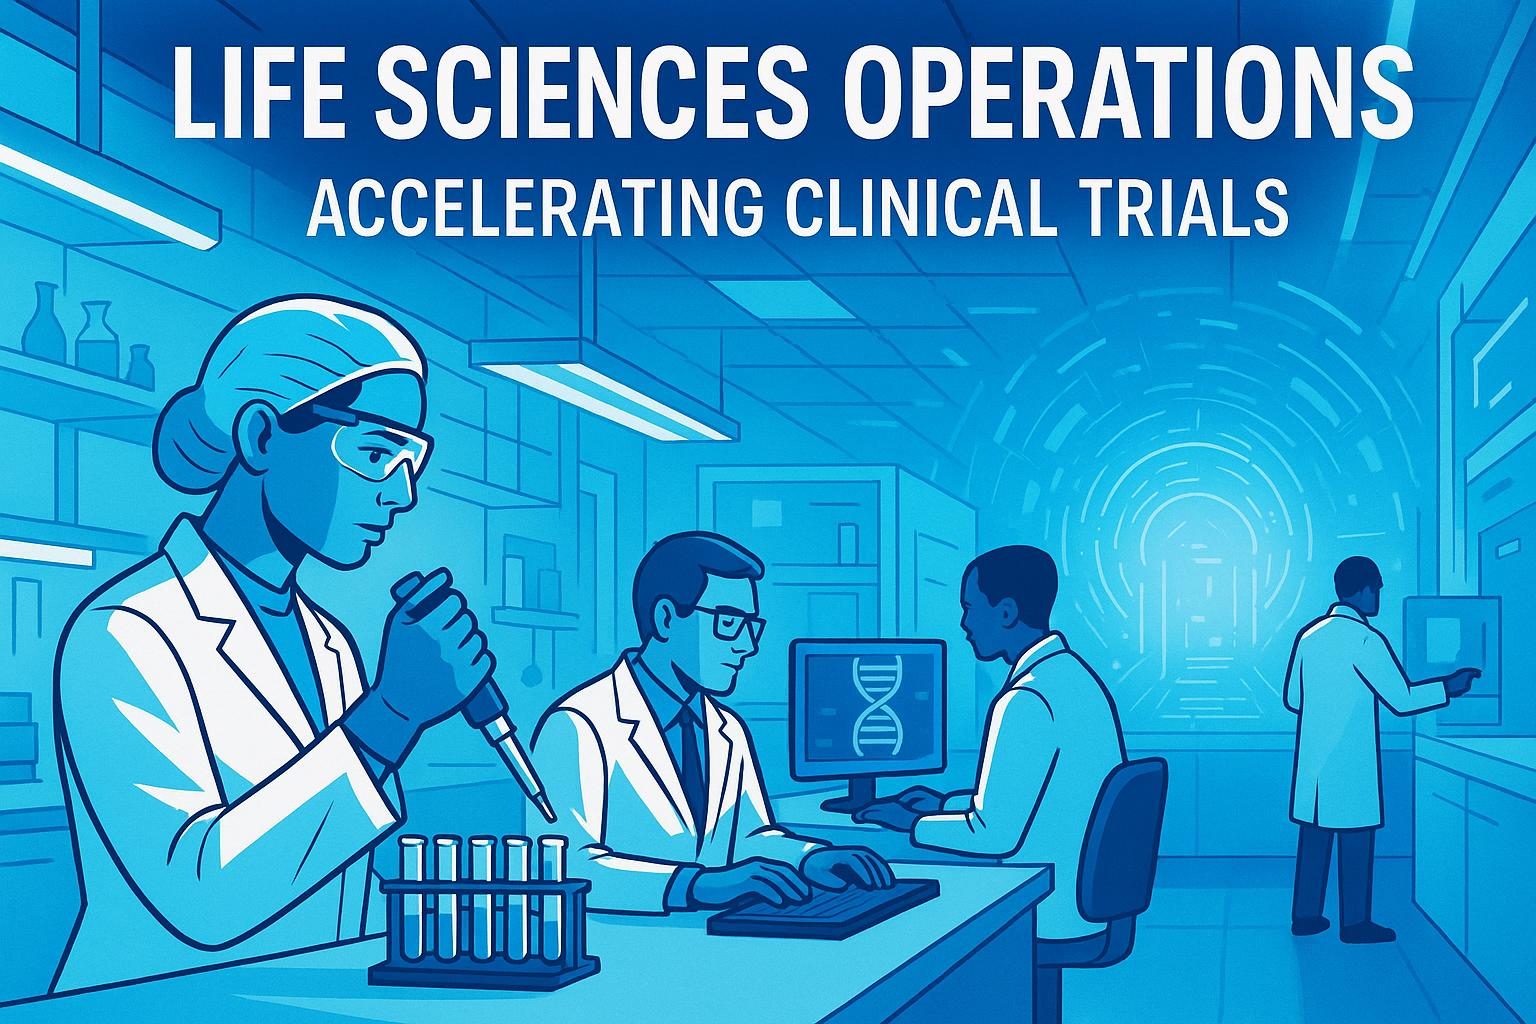 LIFE SCIENCES OPERATIONS
ACCELERATING CLINICAL TRIALS